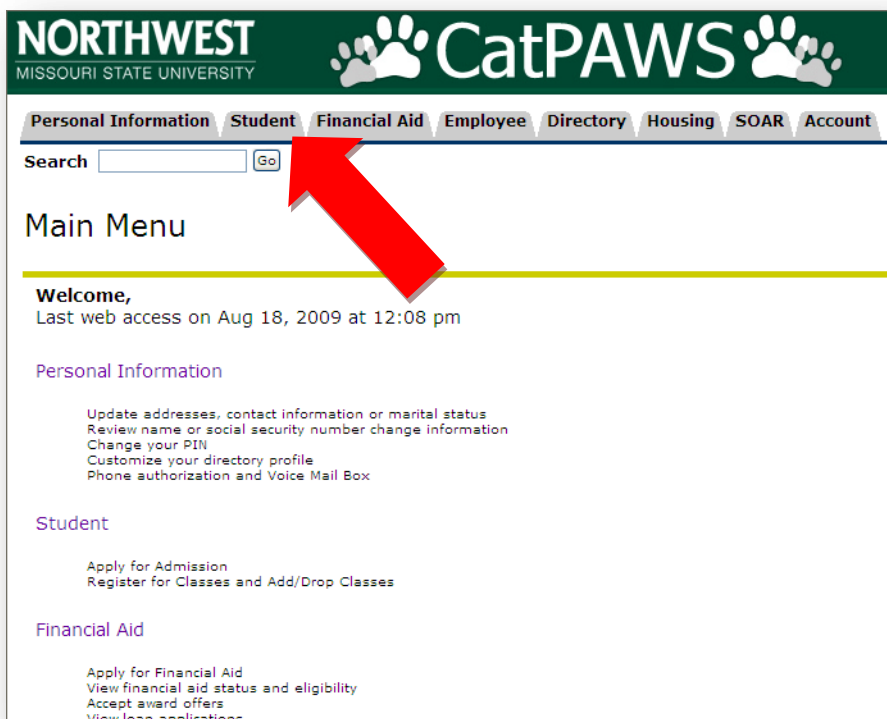 NORTHWEST
MISSOURI STATE UNIVERSITY
CatPAWS
Personal Information Student Financial Aid Employee Directory Housing SOAR Account
Search Go
Main Menu
Welcome,
Last web access on Aug 18, 2009 at 12:08 pm
Personal Information
Update addresses, contact information or marital status
Review name or social security number change information
Change your PIN
Customize your directory profile
Phone authorization and Voice Mail Box
Student
Apply for Admission
Register for Classes and Add/Drop Classes
Financial Aid
Apply for Financial Aid
View financial aid status and eligibility
Accept award offers
View loan applications